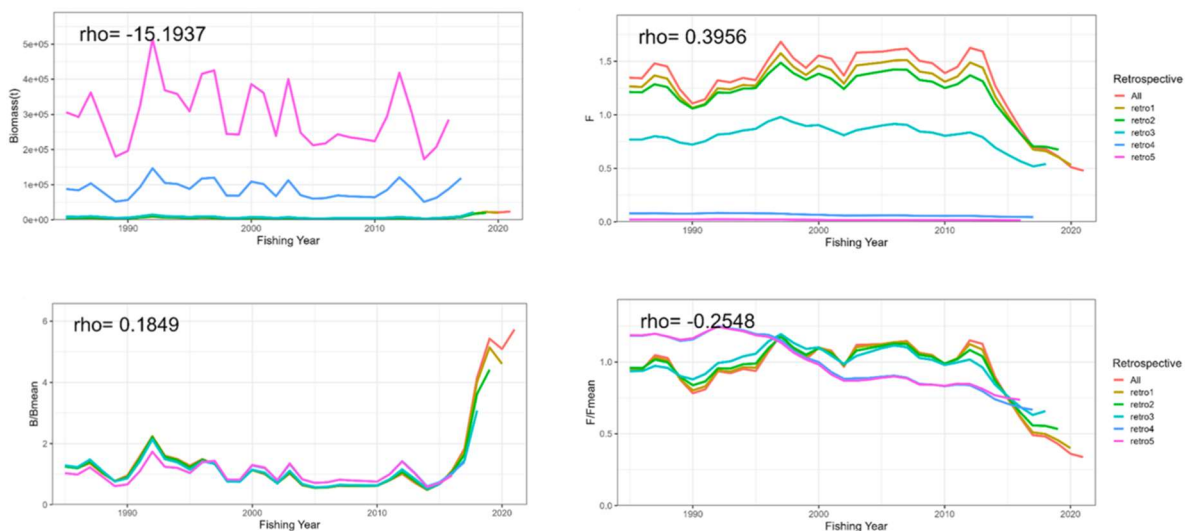 rho= -15.1937
5e+05
4e+05
3e+05
2e+05
1e+05
0e+00
Biomass(t)
1990
2000
2010
2020
Fishing Year
rho= 0.3956
1.5
1.0
0.5
0.0
F
1990
2000
2010
2020
Fishing Year
Retrospective
All
retro1
retro2
retro3
retro4
retro5
rho= 0.1849
6
4
2
0
B/Bmean
1990
2000
2010
2020
Fishing Year
rho= -0.2548
1.0
0.5
0.0
F/Fmean
1990
2000
2010
2020
Fishing Year
Retrospective
All
retro1
retro2
retro3
retro4
retro5